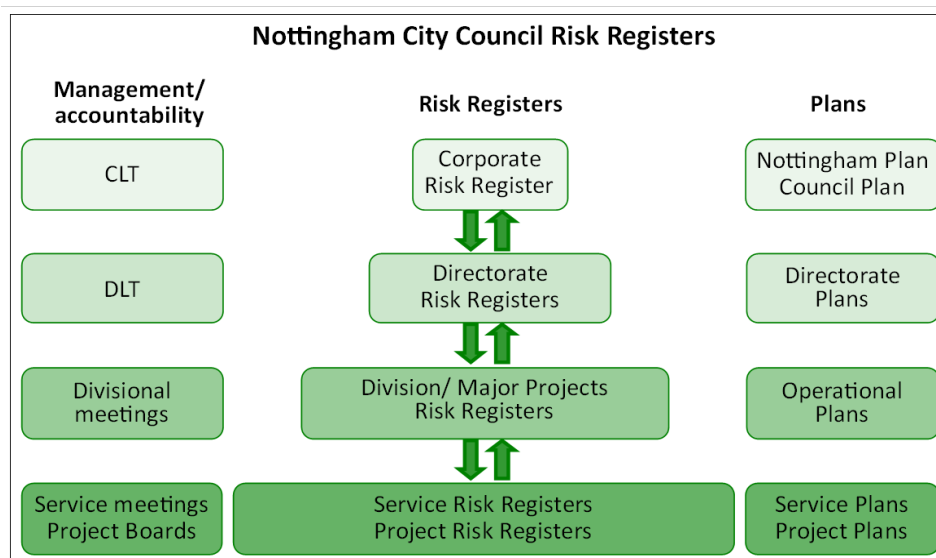 Nottingham City Council Risk Registers
Management/
accountability
Risk Registers
Plans
CLT
Corporate
Risk Register
Nottingham Plan
Council Plan
DLT
Directorate
Risk Registers
Directorate
Plans
Divisional
meetings
Division/ Major Projects
Risk Registers
Operational
Plans
Service meetings
Project Boards
Service Risk Registers
Project Risk Registers
Service Plans
Project Plans